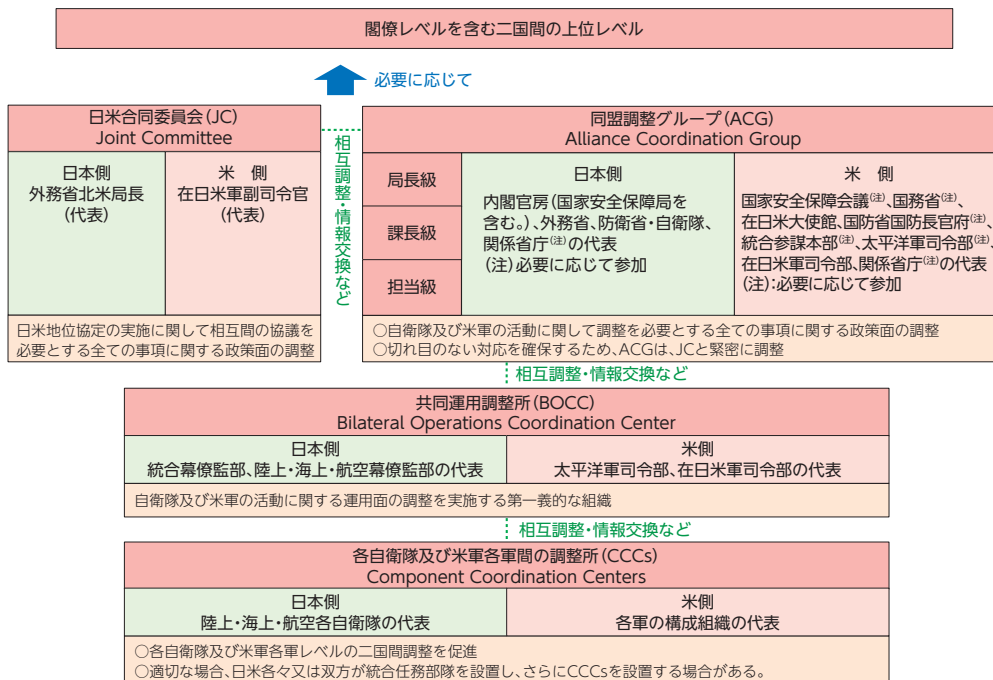 閣僚レベルを含む二国間の上位レベル
必要に応じて
日米合同委員会(JC)
Joint Committee
日本側
外務省北米局長
(代表)
米 側
在日米軍副司令官
(代表)
日米地位協定の実施に関して相互間の協議を
必要とする全ての事項に関する政策面の調整
相互調整・情報交換など
同盟調整グループ(ACG)
Alliance Coordination Group
局長級
課長級
担当級
日本側
内閣官房(国家安全保障局を
含む。)、外務省、防衛省・自衛隊、
関係省庁(注)の代表
(注)必要に応じて参加
米 側
国家安全保障会議(注)、国務省(注)、
在日米大使館、国防省国防長官府(注)、
統合参謀本部(注)、太平洋軍司令部(注)、
在日米軍司令部、関係省庁(注)の代表
(注):必要に応じて参加
○自衛隊及び米軍の活動に関して調整を必要とする全ての事項に関する政策面の調整
○切れ目のない対応を確保するため、ACGは、JCと緊密に調整
相互調整・情報交換など
共同運用調整所(BOCC)
Bilateral Operations Coordination Center
日本側
統合幕僚監部、陸上・海上・航空幕僚監部の代表
米側
太平洋軍司令部、在日米軍司令部の代表
自衛隊及び米軍の活動に関する運用面の調整を実施する第一義的な組織
相互調整・情報交換など
各自衛隊及び米軍各軍間の調整所(CCCs)
Component Coordination Centers
日本側
陸上・海上・航空各自衛隊の代表
米側
各軍の構成組織の代表
○各自衛隊及び米軍各軍レベルの二国間調整を促進
○適切な場合、日米各々又は双方が統合任務部隊を設置し、さらにCCCsを設置する場合がある。